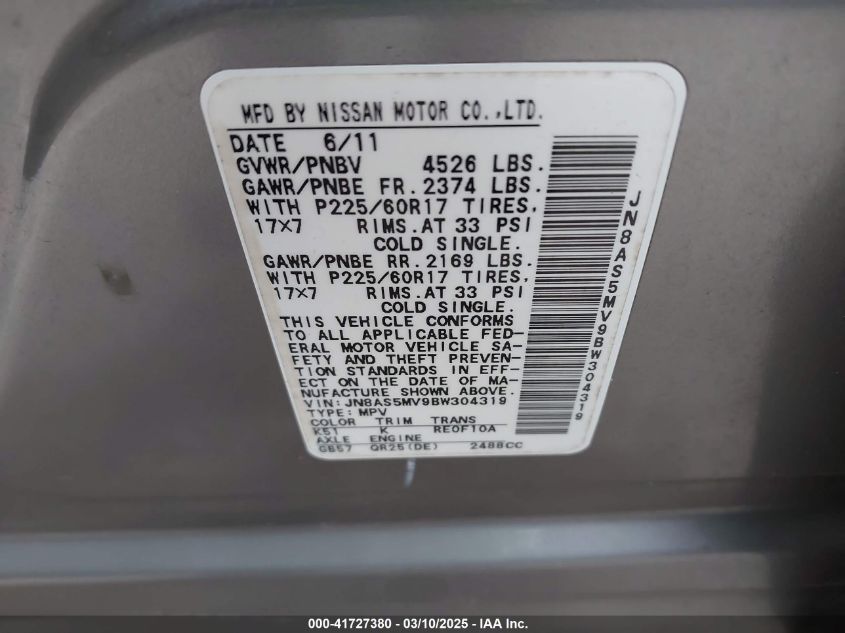 MFD BY NISSAN MOTOR CO.,LTD.
DATE 6/11
GVWR/PNBV 4526 LBS.
GAWR/PNBE FR. 2374 LBS.
WITH P225/60R17 TIRES,
17×7 RIMS.AT 33 PSI
COLD SINGLE.
GAWR/PNBE RR. 2169 LBS.
WITH P225/60R17 TIRES,
17×7 RIMS.AT 33 PSI
COLD SINGLE.
THIS VEHICLE CONFORMS
TO ALL APPLICABLE FED-
ERAL MOTOR VEHICLE SA-
FETY AND THEFT PREVEN-
TION STANDARDS IN EFF-
ECT ON THE DATE OF MA-
NUFACTURE SHOWN ABOVE.
VIN: JN8AS5MV9BW304319
TYPE: MPV
COLOR TRIM TRANS
K51 K RE0F10A
AXLE ENGINE
GB57 QR25(DE) 2488CC
JN8AS5MV9BW304319
000-41727380 — 03/10/2025 — IAA Inc.